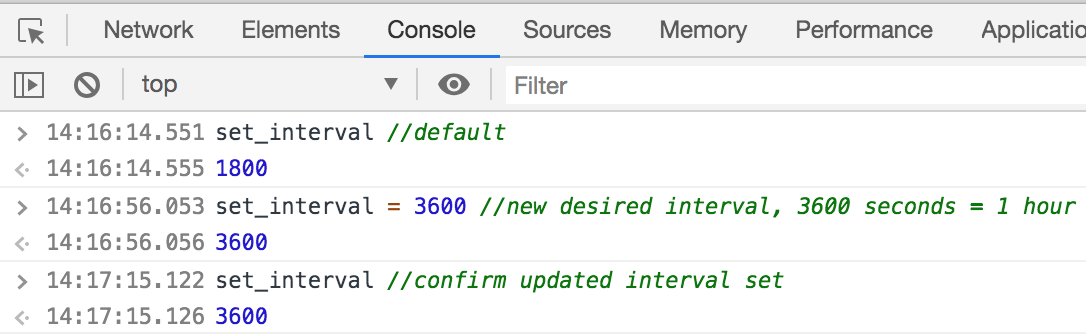 Network Elements Console Sources Memory Performance Applicatio
top Filter
14:16:14.551 set_interval //default
14:16:14.555 1800
14:16:56.053 set_interval = 3600 //new desired interval, 3600 seconds = 1 hour
14:16:56.056 3600
14:17:15.122 set_interval //confirm updated interval set
14:17:15.126 3600